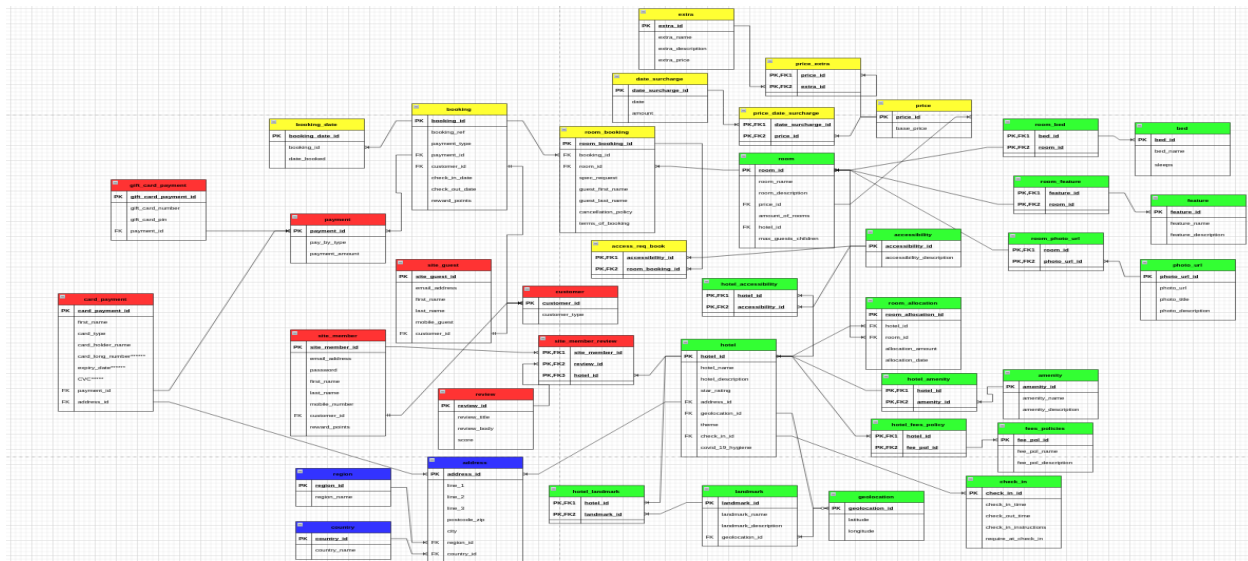 extra
PK extra_id
extra_name
extra_description
extra_price
date_surcharge
PK date_surcharge_id
date
amount
price_extra
PK,FK1 price_id
PK,FK2 extra_id
price_date_surcharge
PK,FK1 date_surcharge_id
PK,FK2 price_id
price
PK price_id
base_price
booking_date
PK booking_date_id
booking_id
date_booked
booking
PK booking_id
booking_ref
payment_type
FK payment_id
FK customer_id
check_in_date
check_out_date
reward_points
room_booking
PK room_booking_id
FK booking_id
FK room_id
spec_request
guest_first_name
guest_last_name
cancellation_policy
terms_of_booking
room
PK room_id
room_name
room_description
FK price_id
amount_of_rooms
FK hotel_id
max_guests_children
room_bed
PK,FK1 bed_id
PK,FK2 room_id
bed
PK bed_id
bed_name
sleeps
room_feature
PK,FK1 feature_id
PK,FK2 room_id
feature
PK feature_id
feature_name
feature_description
gift_card_payment
PK gift_card_payment_id
gift_card_number
gift_card_pin
FK payment_id
payment
PK payment_id
pay_by_type
payment_amount
access_req_book
PK,FK1 accessibility_id
PK,FK2 room_booking_id
accessibility
PK accessibility_id
accessibility_description
room_photo_url
PK,FK1 room_id
PK,FK2 photo_url_id
photo_url
PK photo_url_id
photo_url
photo_title
photo_description
site_guest
PK site_guest_id
email_address
first_name
last_name
mobile_guest
FK customer_id
customer
PK customer_id
customer_type
hotel_accessibility
PK,FK1 hotel_id
PK,FK2 accessibility_id
room_allocation
PK room_allocation_id
FK hotel_id
FK room_id
allocation_amount
allocation_date
card_payment
PK card_payment_id
first_name
card_type
card_holder_name
card_long_number******
expiry_date******
CVC*****
FK payment_id
FK address_id
site_member
PK site_member_id
email_address
password
first_name
last_name
mobile_number
FK customer_id
reward_points
site_member_review
PK,FK1 site_member_id
PK,FK2 review_id
PK,FK3 hotel_id
review
PK review_id
review_title
review_body
score
hotel
PK hotel_id
hotel_name
hotel_description
star_rating
FK address_id
FK geolocation_id
theme
FK check_in_id
covid_19_hygiene
hotel_amenity
PK,FK1 hotel_id
PK,FK2 amenity_id
amenity
PK amenity_id
amenity_name
amenity_description
hotel_fees_policy
PK,FK1 hotel_id
PK,FK2 fee_pol_id
fee_policies
PK fee_pol_id
fee_pol_name
fee_pol_description
region
PK region_id
region_name
country
PK country_id
country_name
address
PK address_id
line_1
line_2
line_3
postcode_zip
city
FK region_id
FK country_id
hotel_landmark
PK,FK1 hotel_id
PK,FK2 landmark_id
landmark
PK landmark_id
landmark_name
landmark_description
FK geolocation_id
geolocation
PK geolocation_id
latitude
longitude
check_in
PK check_in_id
check_in_time
check_out_time
check_in_instructions
require_at_check_in